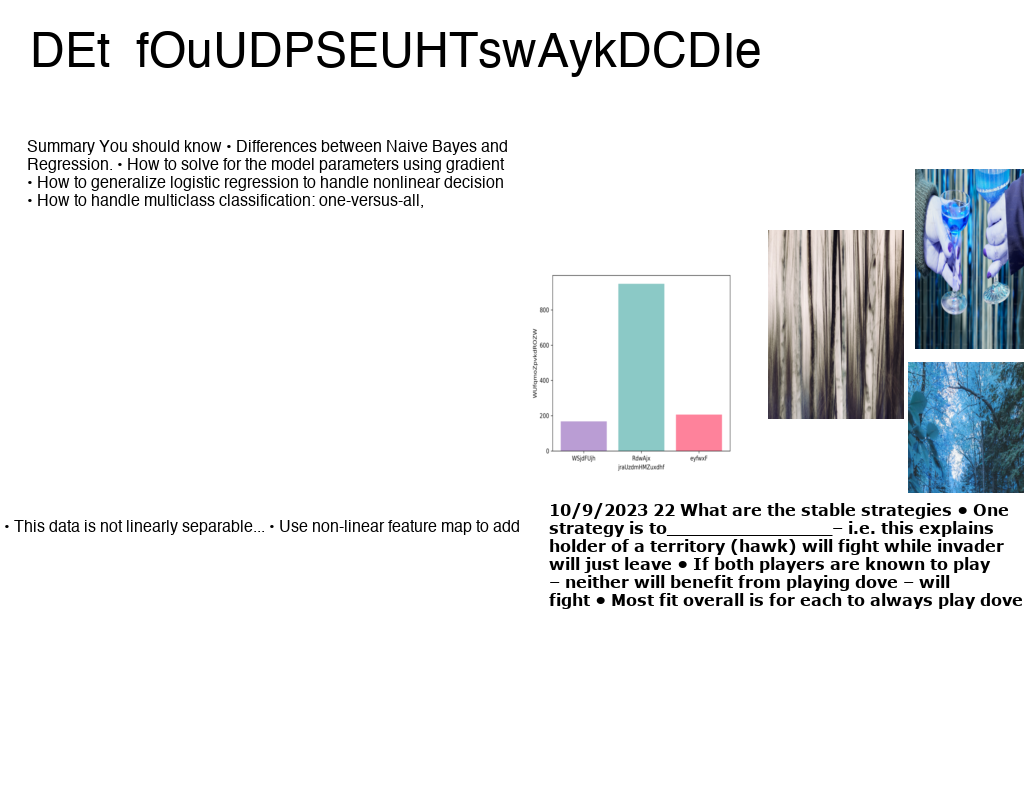 DEt fOuUDPSEUHTswAykDCDIe
Summary You should know • Differences between Naive Bayes and
Regression. • How to solve for the model parameters using gradient
• How to generalize logistic regression to handle nonlinear decision
• How to handle multiclass classification: one-versus-all,
800
600
400
200
0
WUfqmoZpvkdROZW
WSjdFUjh
RdwAjx
eyfwxF
jraUzdmHMZuxdhf
• This data is not linearly separable... • Use non-linear feature map to add
10/9/2023 22 What are the stable strategies • One
strategy is to____________________– i.e. this explains
holder of a territory (hawk) will fight while invader
will just leave • If both players are known to play
– neither will benefit from playing dove – will
fight • Most fit overall is for each to always play dove